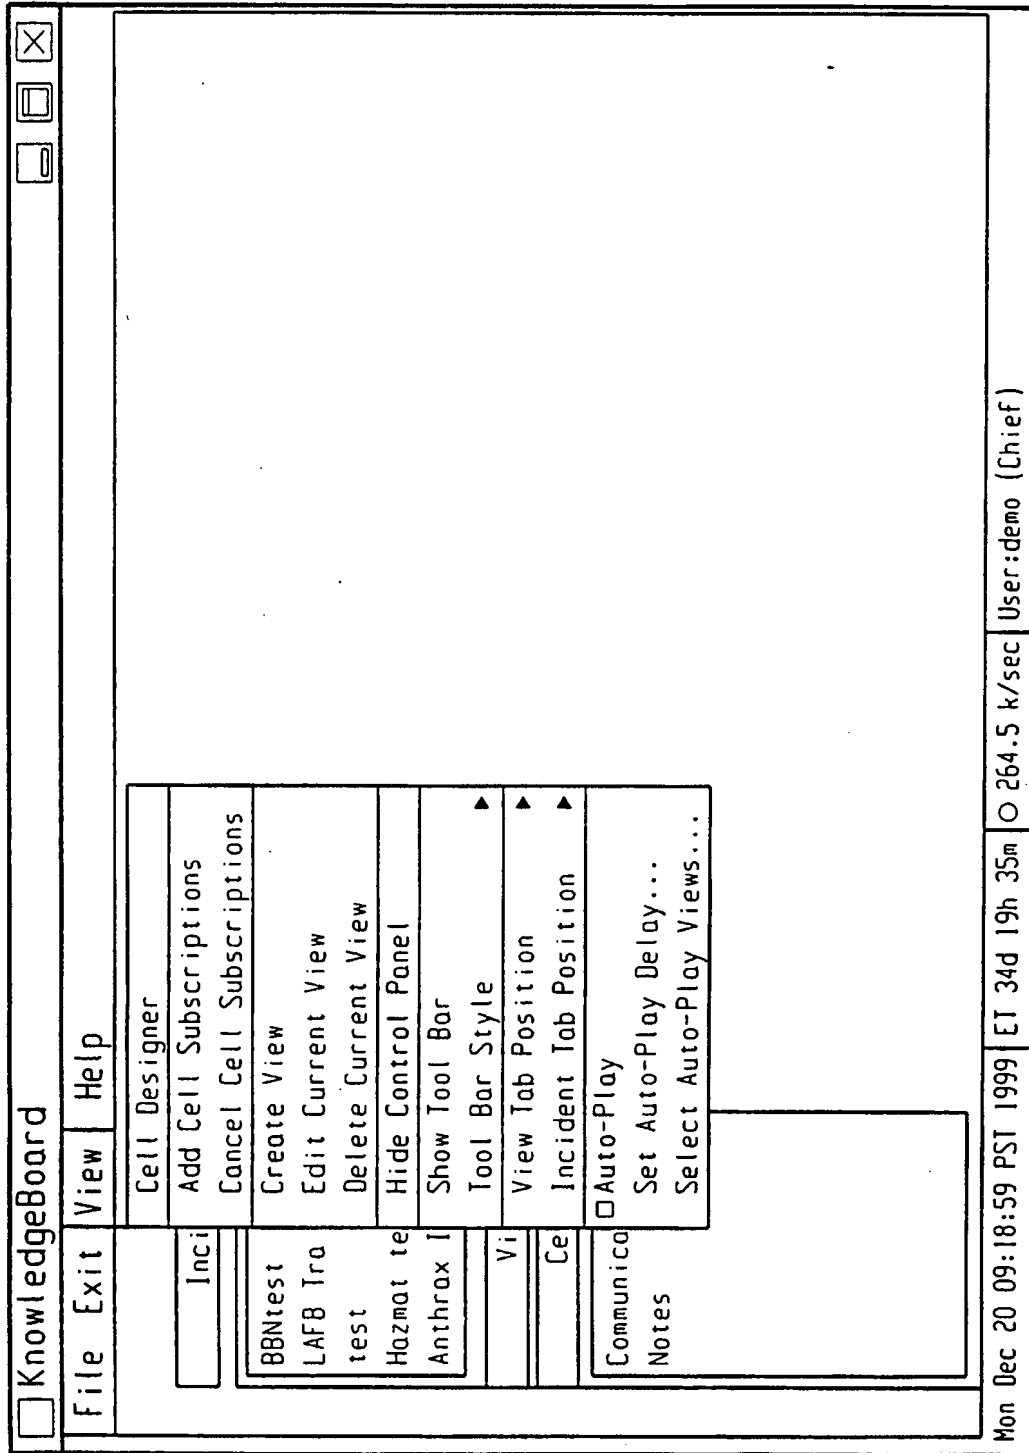 KnowledgeBoard
File Exit View Help
Cell Designer
Add Cell Subscriptions
Cancel Cell Subscriptions
Create View
Edit Current View
Delete Current View
Hide Control Panel
Show Tool Bar
Tool Bar Style
View Tab Position
Incident Tab Position
Auto-Play
Set Auto-Play Delay...
Select Auto-Play Views...
Inci
BBNtest
LAFB Tra
test
Hazmat te
Anthrax I
Vi
Ce
Communica
Notes
Mon Dec 20 09:18:59 PST 1999 ET 34d 19h 35m 264.5 k/sec User:demo (Chief)